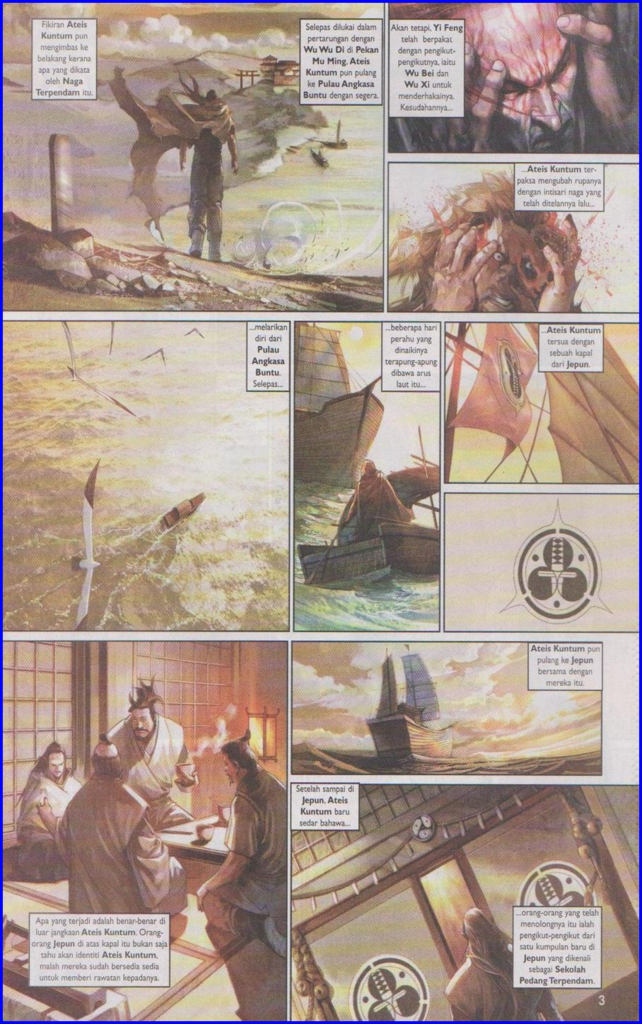 Fikiran Ateis
Kuntum pun
mengimbas ke
belakang kerana
apa yang dikata
oleh Naga
Terpendam itu.
Selepas dilukai dalam
pertarungan dengan
Wu Wu Di di Pekan
Mu Ming, Ateis
Kuntum pun pulang
ke Pulau Angkasa
Buntu dengan segera.
Akan tetapi, Yi Feng
telah berpakat
dengan pengikut-
pengikutnya, iaitu
Wu Bei dan
Wu Xi untuk
menderhakainya.
Kesudahannya...
...Ateis Kuntum ter-
paksa mengubah rupanya
dengan intisari naga yang
telah ditelannya lalu...
...melarikan
diri dari
Pulau
Angkasa
Buntu.
Selepas...
...beberapa hari
perahu yang
dinaikinya
terapung-apung
dibawa arus
laut itu...
...Ateis Kuntum
tersua dengan
sebuah kapal
dari Jepun.
Apa yang terjadi adalah benar-benar di
luar jangkaan Ateis Kuntum. Orang-
orang Jepun di atas kapal itu bukan saja
tahu akan identiti Ateis Kuntum,
malah mereka sudah bersedia sedia
untuk memberi rawatan kepadanya.
Ateis Kuntum pun
pulang ke Jepun
bersama dengan
mereka itu.
Setelah sampai di
Jepun, Ateis
Kuntum baru
sedar bahawa...
...orang-orang yang telah
menolongnya itu ialah
pengikut-pengikut dari
satu kumpulan baru di
Jepun yang dikenali
sebagai Sekolah
Pedang Terpendam.
3